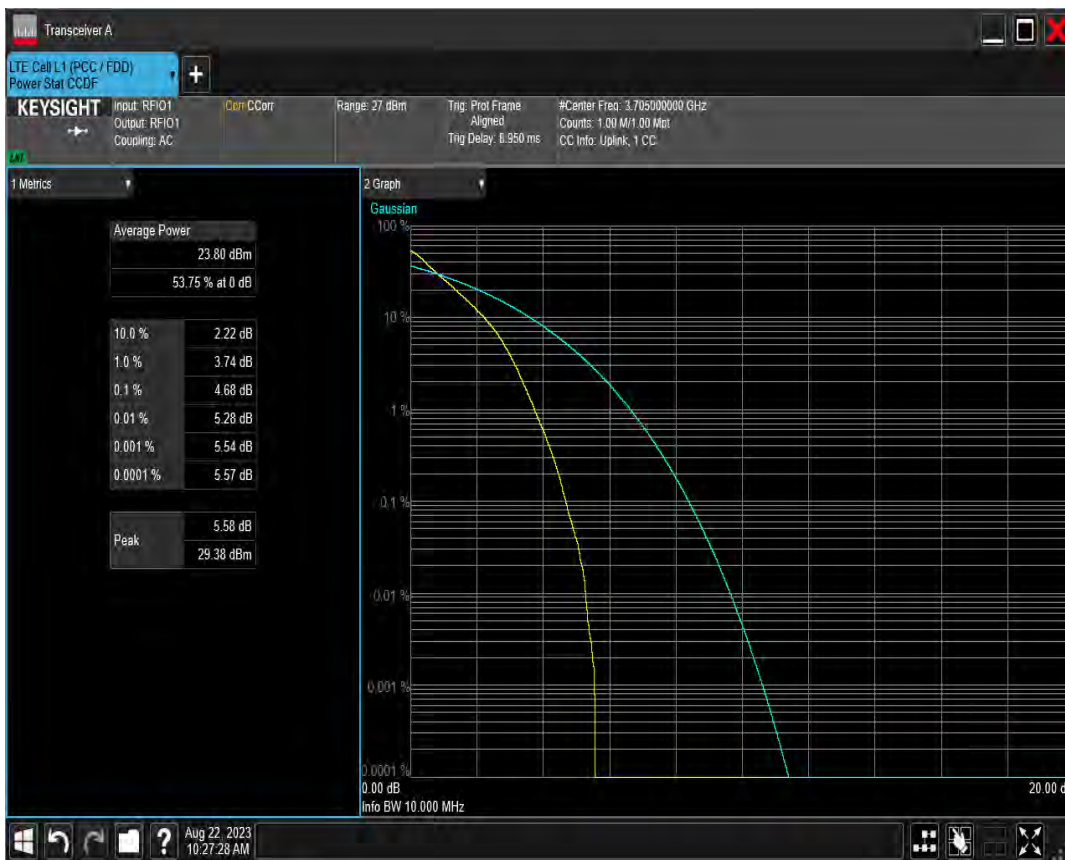 Transceiver A
LTE Cell L1 (PCC / FDD)
Power Stat CCDF
+
KEYSIGHT
Input: RFIO1
Output: RFIO1
Coupling: AC
Corr CCorr
Range: 27 dBm
Trig: Prot Frame
Aligned
Trig Delay: 8.950 ms
#Center Freq: 3.705000000 GHz
Counts: 1.00 M/1.00 Mpt
CC Info: Uplink, 1 CC
1 Metrics
Average Power
23.80 dBm
53.75 % at 0 dB
10.0 % 2.22 dB
1.0 % 3.74 dB
0.1 % 4.68 dB
0.01 % 5.28 dB
0.001 % 5.54 dB
0.0001 % 5.57 dB
Peak
5.58 dB
29.38 dBm
2 Graph
Gaussian
100 %
10 %
1 %
0.1 %
0.01 %
0.001 %
0.0001 %
0.00 dB
20.00 d
Info BW 10.000 MHz
?
Aug 22, 2023
10:27:28 AM